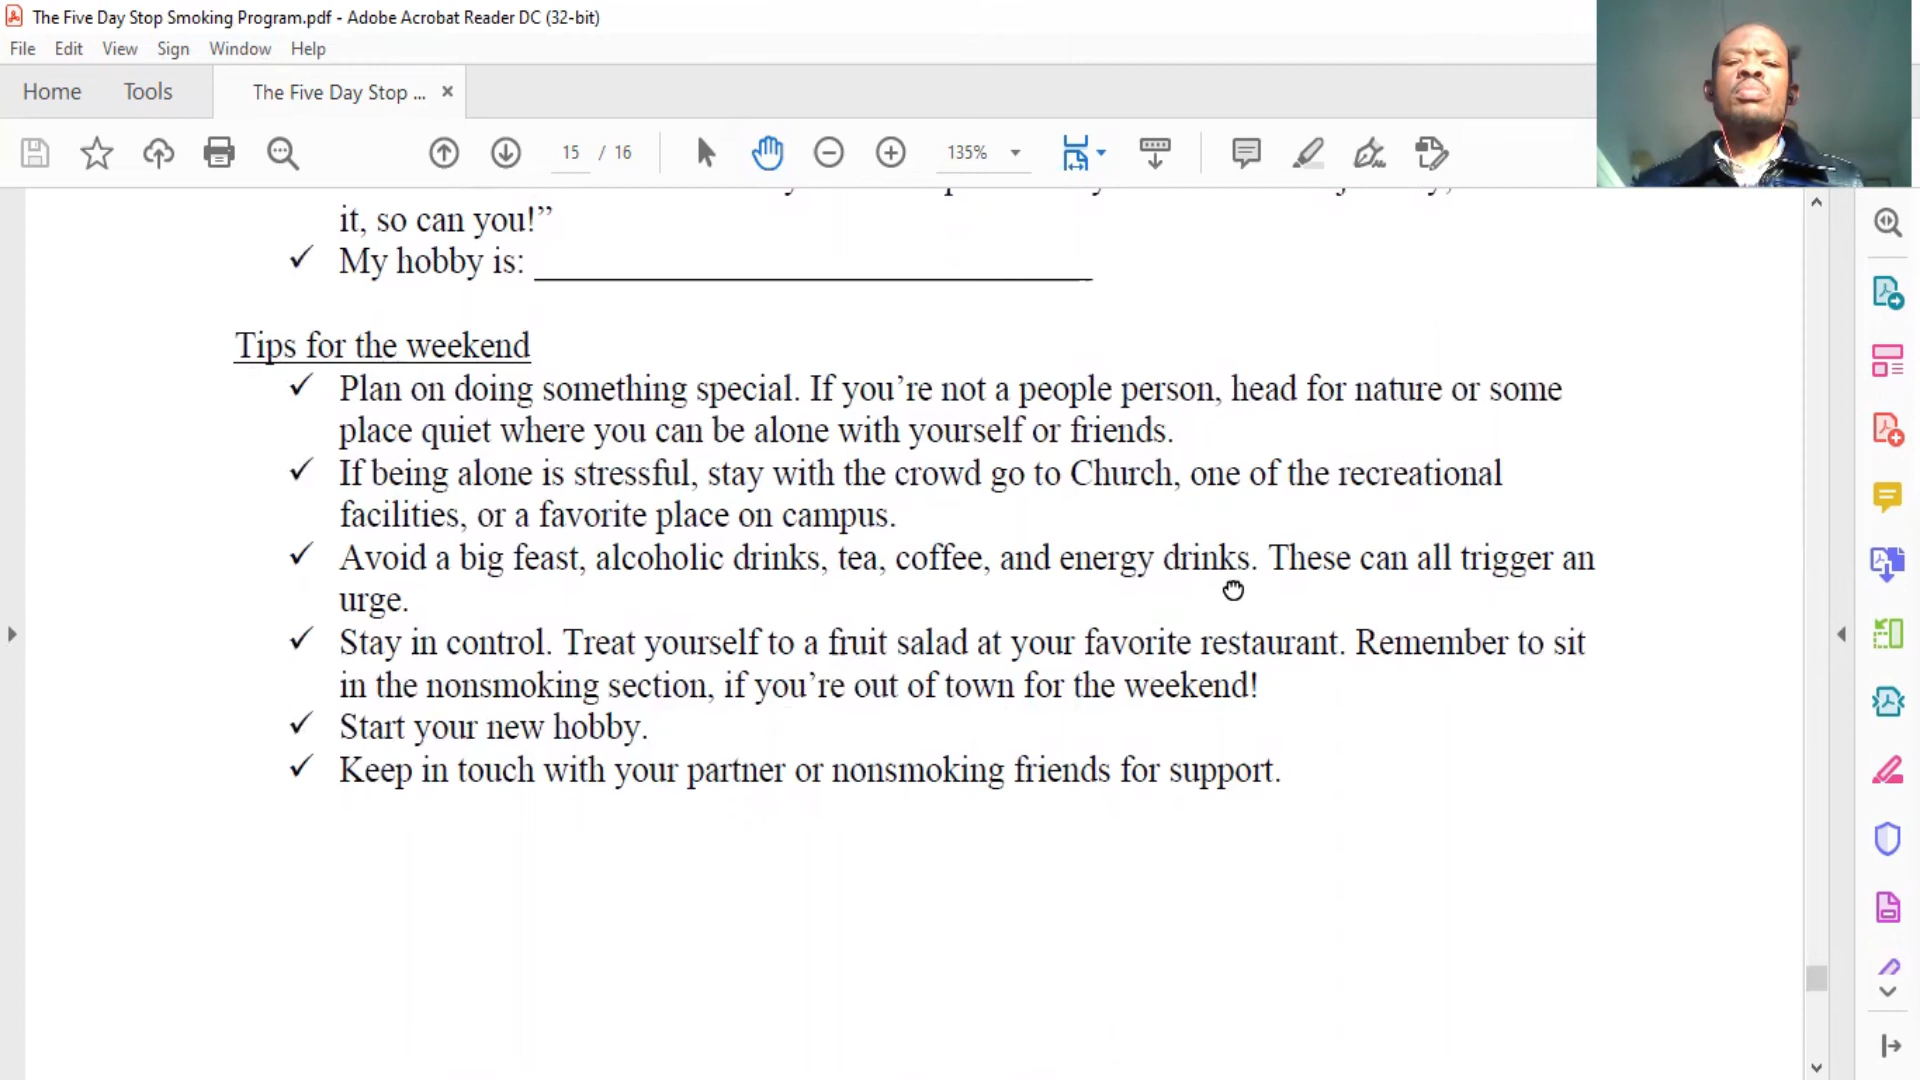 The Five Day Stop Smoking Program.pdf - Adobe Acrobat Reader DC (32-bit)
File Edit View Sign Window Help
Home Tools The Five Day Stop ...
15 / 16 135%
it, so can you!”
✓ My hobby is: ______________________________
Tips for the weekend
✓ Plan on doing something special. If you’re not a people person, head for nature or some
place quiet where you can be alone with yourself or friends.
✓ If being alone is stressful, stay with the crowd go to Church, one of the recreational
facilities, or a favorite place on campus.
✓ Avoid a big feast, alcoholic drinks, tea, coffee, and energy drinks. These can all trigger an
urge.
✓ Stay in control. Treat yourself to a fruit salad at your favorite restaurant. Remember to sit
in the nonsmoking section, if you’re out of town for the weekend!
✓ Start your new hobby.
✓ Keep in touch with your partner or nonsmoking friends for support.